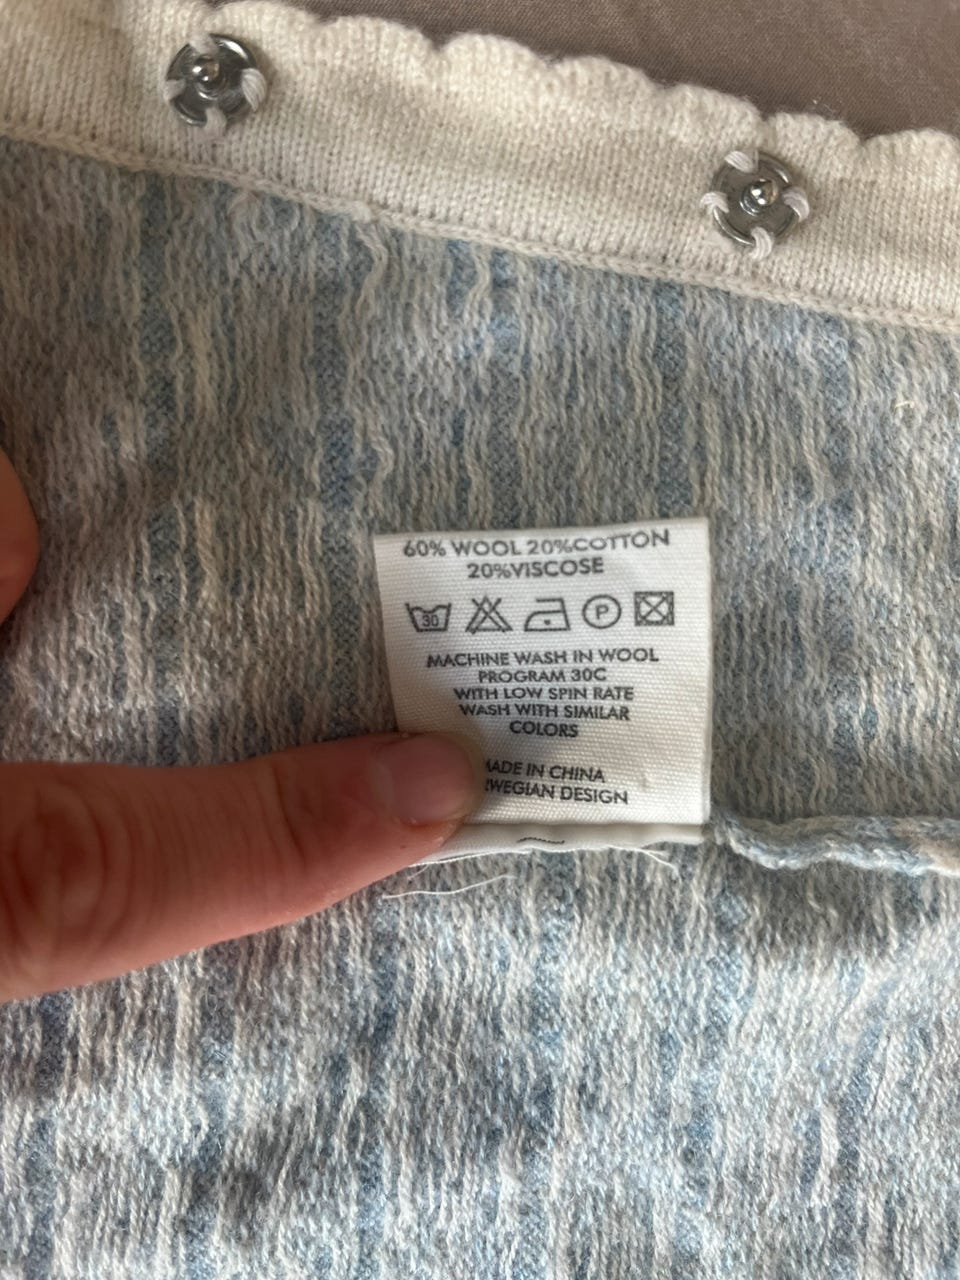 60% WOOL 20%COTTON
20%VISCOSE
30 P
MACHINE WASH IN WOOL
PROGRAM 30C
WITH LOW SPIN RATE
WASH WITH SIMILAR
COLORS
IN CHINA
DESIGN